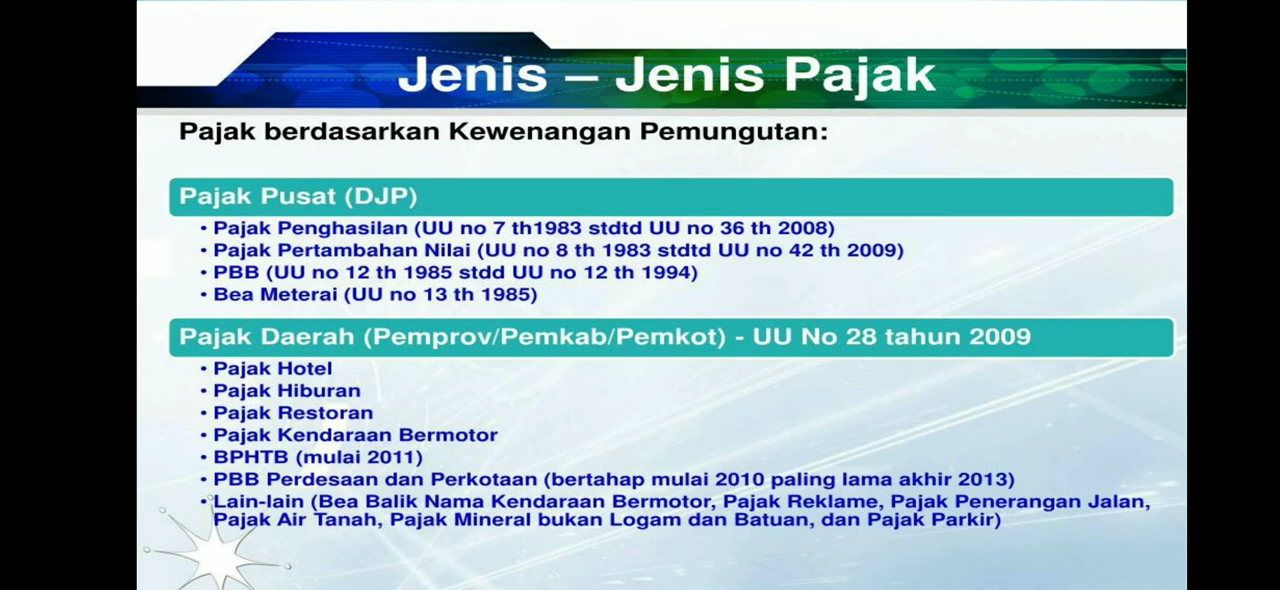 Jenis – Jenis Pajak
Pajak berdasarkan Kewenangan Pemungutan:
Pajak Pusat (DJP)
• Pajak Penghasilan (UU no 7 th1983 stdtd UU no 36 th 2008)
• Pajak Pertambahan Nilai (UU no 8 th 1983 stdtd UU no 42 th 2009)
• PBB (UU no 12 th 1985 stdd UU no 12 th 1994)
• Bea Meterai (UU no 13 th 1985)
Pajak Daerah (Pemprov/Pemkab/Pemkot) - UU No 28 tahun 2009
• Pajak Hotel
• Pajak Hiburan
• Pajak Restoran
• Pajak Kendaraan Bermotor
• BPHTB (mulai 2011)
• PBB Perdesaan dan Perkotaan (bertahap mulai 2010 paling lama akhir 2013)
• Lain-lain (Bea Balik Nama Kendaraan Bermotor, Pajak Reklame, Pajak Penerangan Jalan,
Pajak Air Tanah, Pajak Mineral bukan Logam dan Batuan, dan Pajak Parkir)